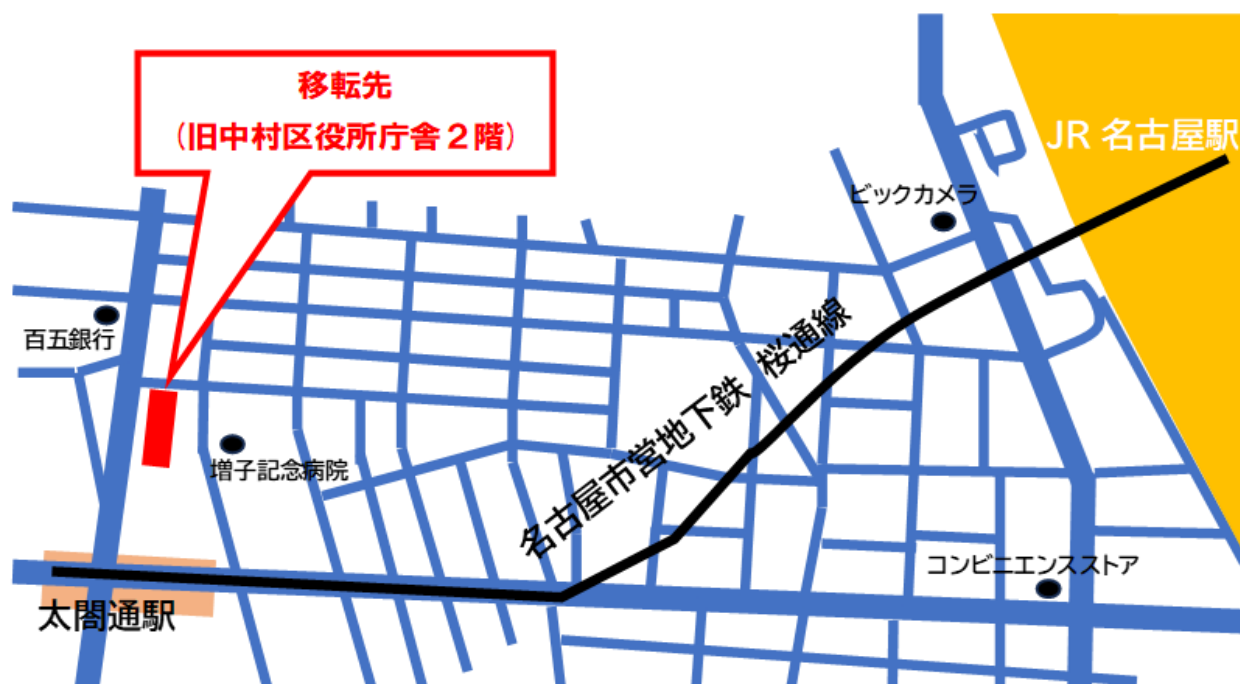 移転先
（旧中村区役所庁舎２階）
JR 名古屋駅
ビックカメラ
百五銀行
名古屋市営地下鉄 桜通線
増子記念病院
コンビニエンスストア
太閤通駅